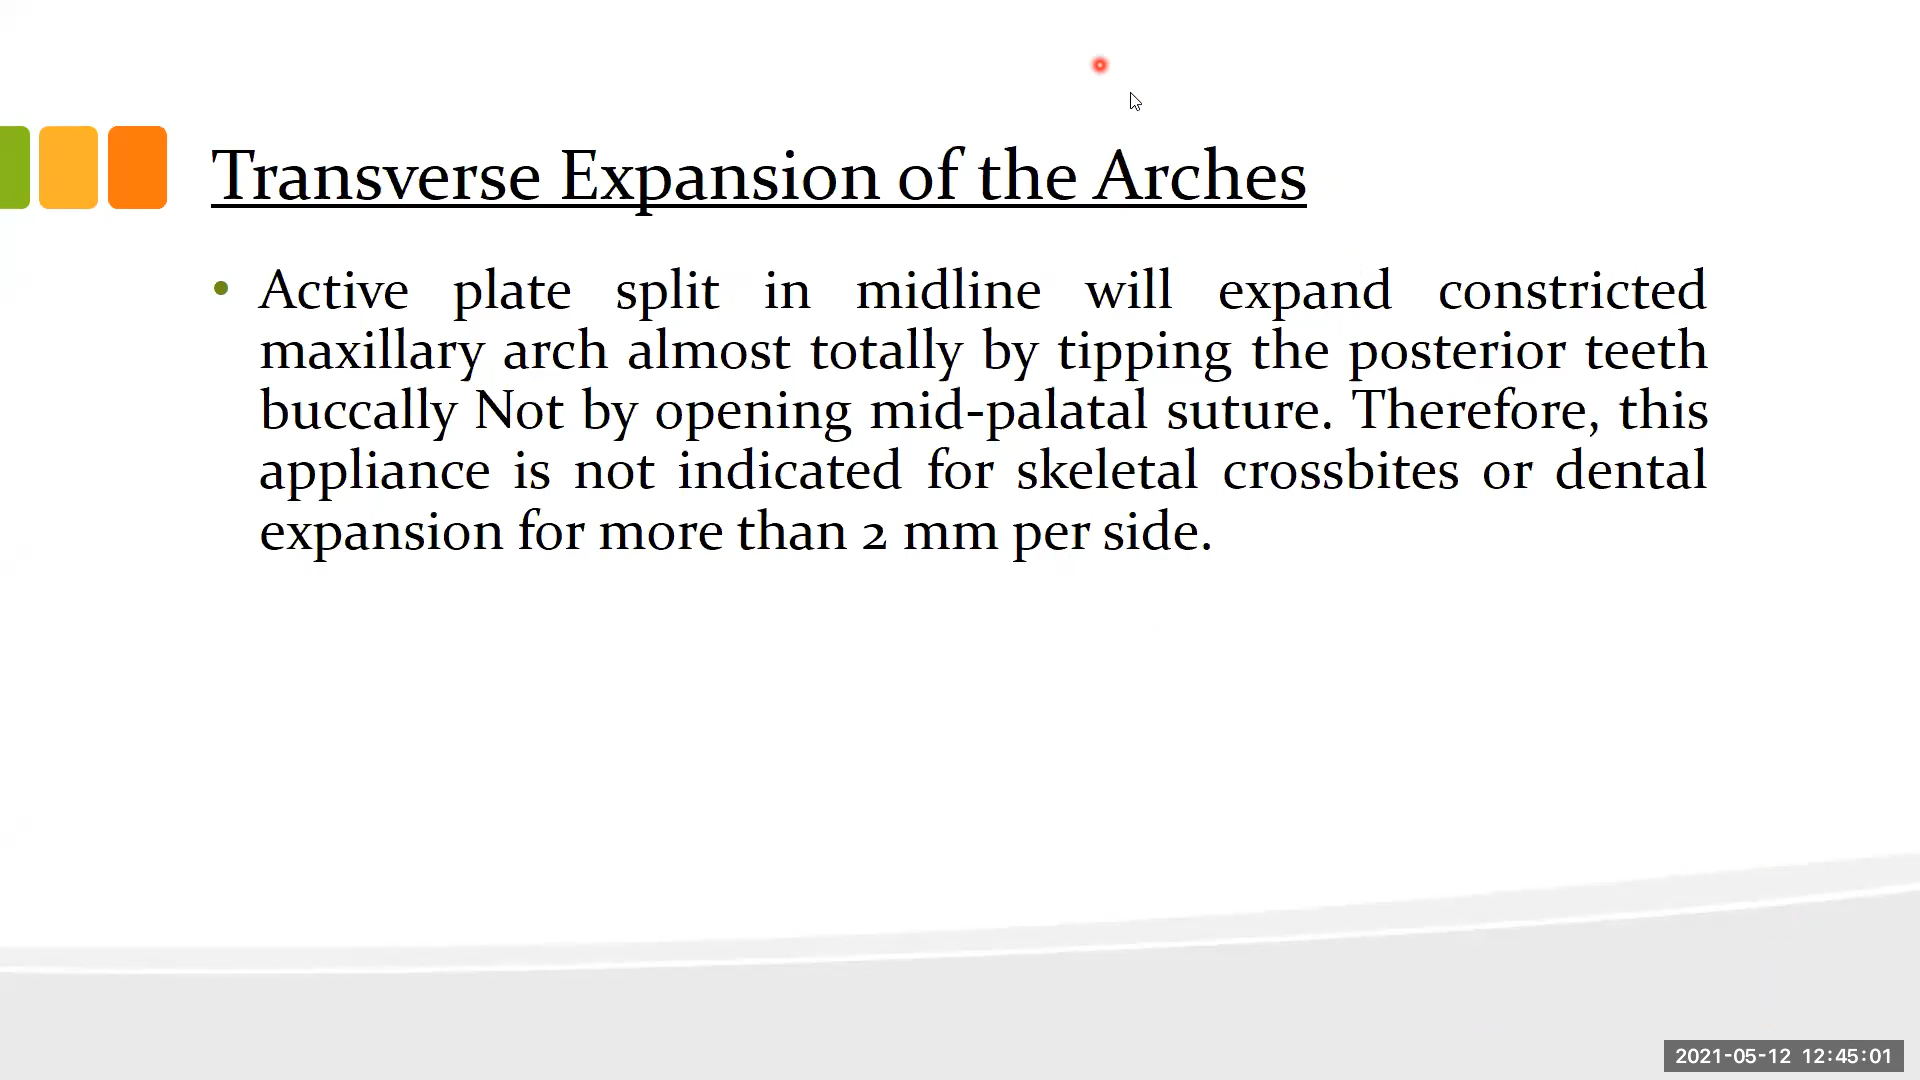 Transverse Expansion of the Arches
• Active plate split in midline will expand constricted
maxillary arch almost totally by tipping the posterior teeth
buccally Not by opening mid-palatal suture. Therefore, this
appliance is not indicated for skeletal crossbites or dental
expansion for more than 2 mm per side.
2021-05-12 12:45:01